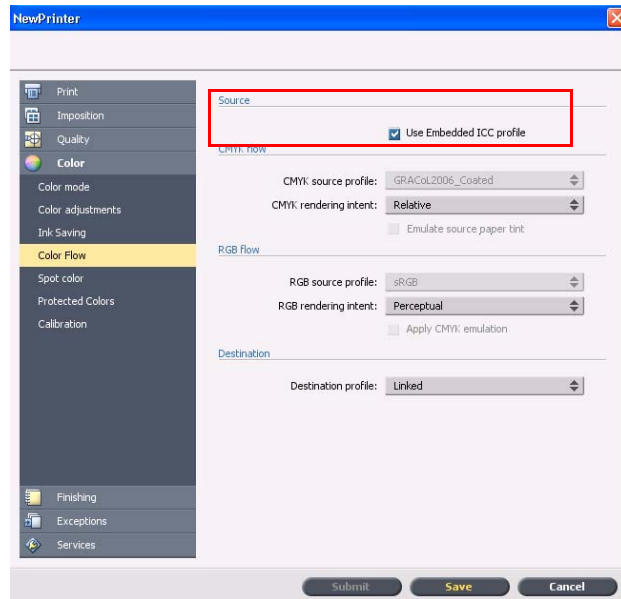 NewPrinter
Print
Imposition
Quality
Color
Color mode
Color adjustments
Ink Saving
Color Flow
Spot color
Protected Colors
Calibration
Finishing
Exceptions
Services
Source
Use Embedded ICC profile
CMYK flow
CMYK source profile: GRACoL2006_Coated
CMYK rendering intent: Relative
Emulate source paper tint
RGB flow
RGB source profile: sRGB
RGB rendering intent: Perceptual
Apply CMYK emulation
Destination
Destination profile: Linked
Submit Save Cancel